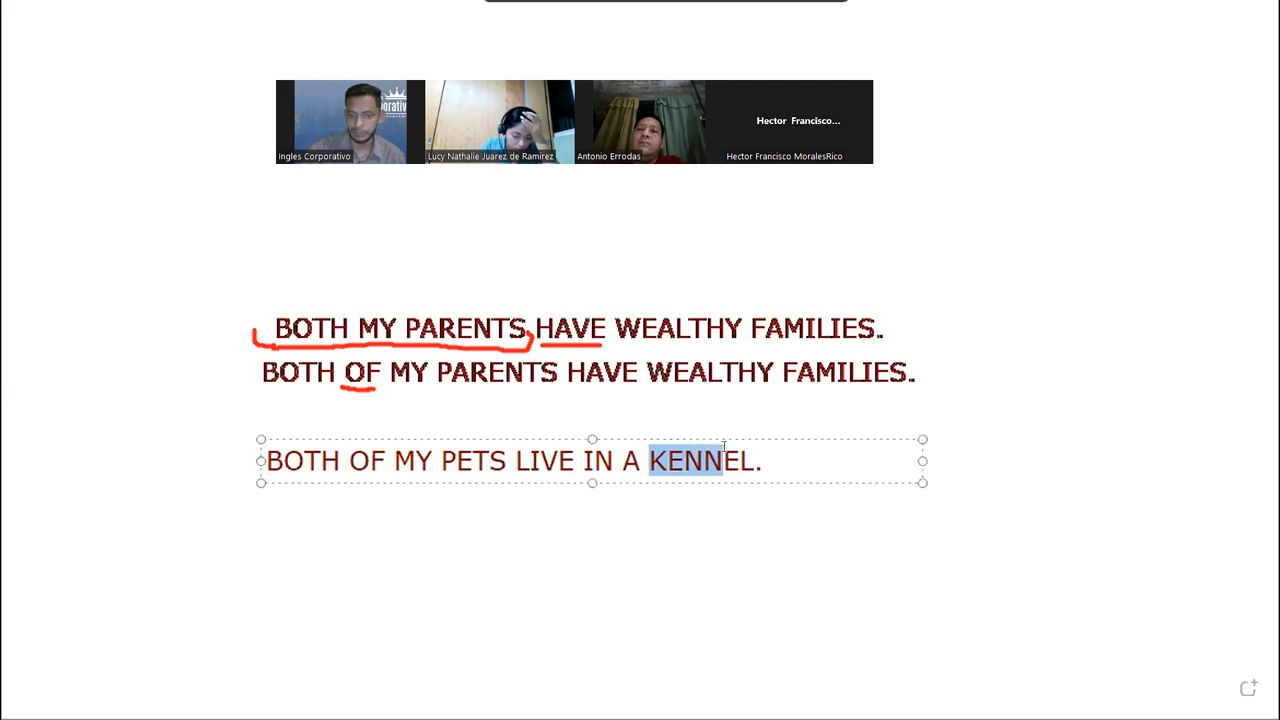 orativo
Ingles Corporativo
Lucy Nathalie Juarez de Ramirez
Antonio Errodas
Hector Francisco...
Hector Francisco MoralesRico
BOTH MY PARENTS HAVE WEALTHY FAMILIES.
BOTH OF MY PARENTS HAVE WEALTHY FAMILIES.
BOTH OF MY PETS LIVE IN A KENNEL.